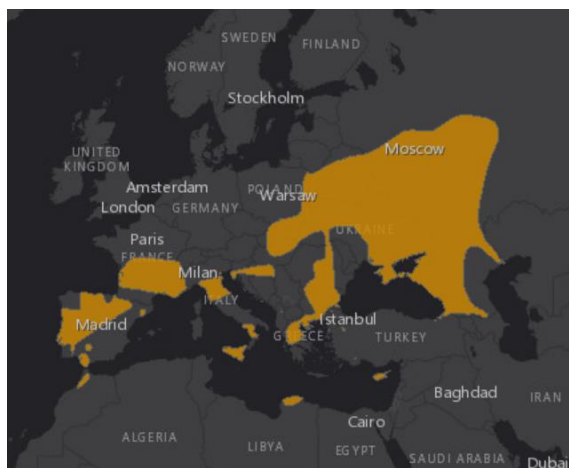 SWEDEN
FINLAND
NORWAY
Stockholm
UNITED
KINGDOM
Moscow
Amsterdam
POLAND
Warsaw
London
GERMANY
Paris
UKRAINE
FRANCE
Milan
ITALY
Madrid
Istanbul
GREECE
TURKEY
Baghdad
IRAN
Cairo
ALGERIA
LIBYA
EGYPT
SAUDI ARABIA
Dubai